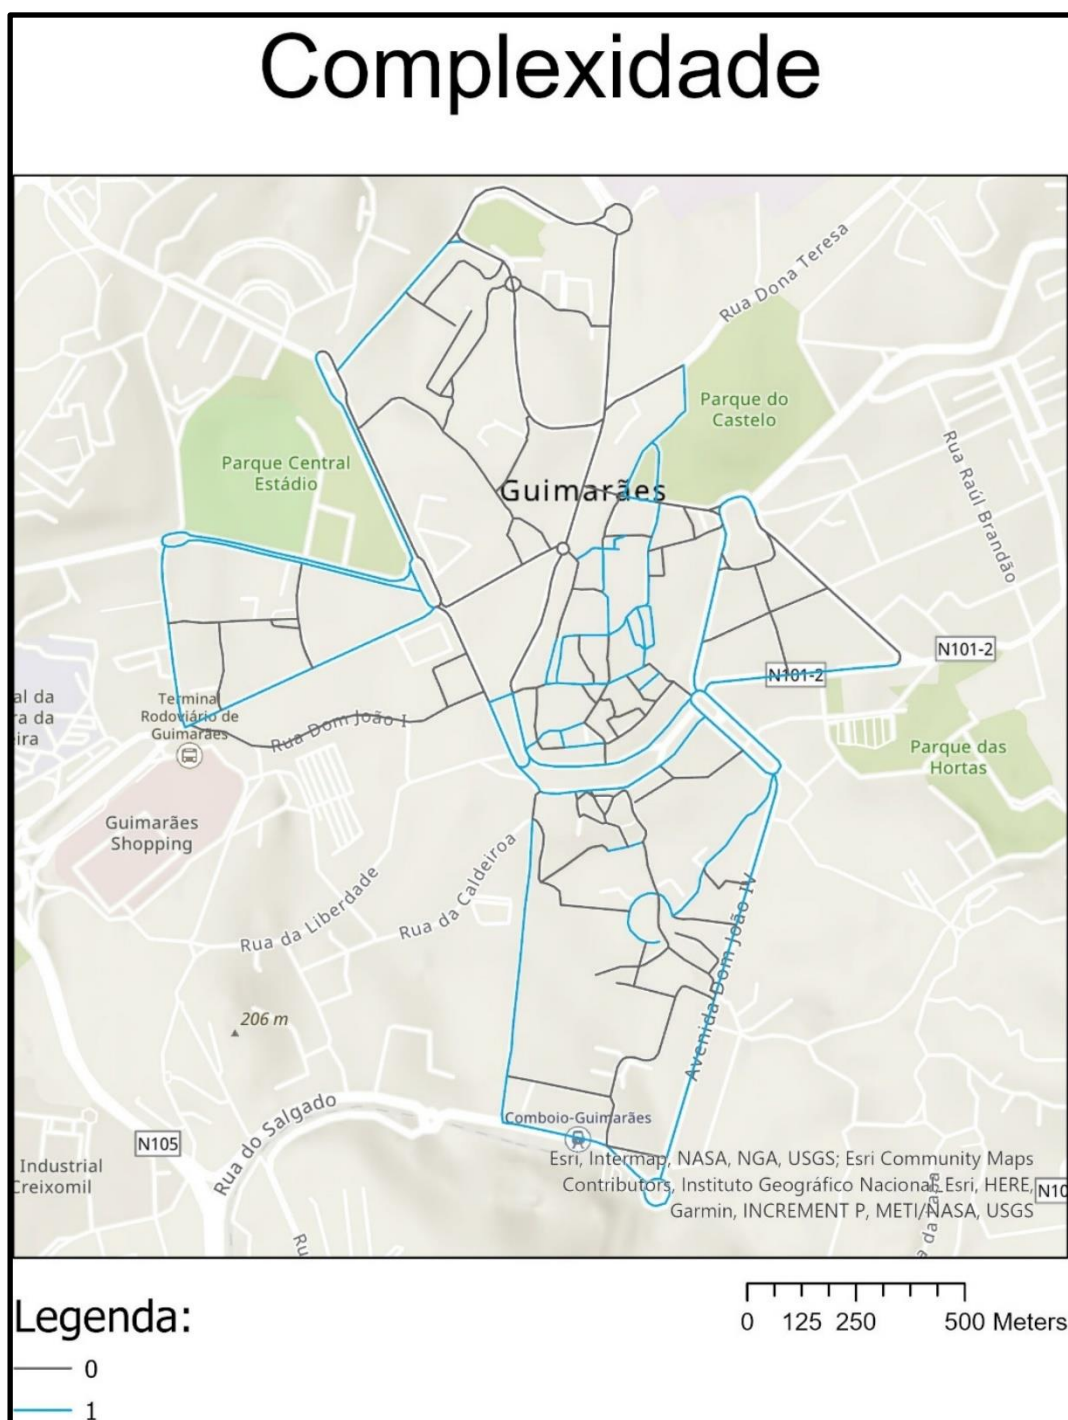 Complexidade
Rua Dona Teresa
Parque do
Castelo
Rua Raúl Brandão
Parque Central
Estádio
Guimarães
N101-2
N101-2
al da
ra da
eira
Terminal
Rodoviário de
Guimarães
Rua Dom João I
Parque das
Hortas
Guimarães
Shopping
Rua da Liberdade
Rua da Caldeiroa
Avenida Dom João IV
206 m
Rua do Salgado
Comboio-Guimarães
N105
Industrial
Creixomil
Ru
Esri, Intermap, NASA, NGA, USGS; Esri Community Maps
Contributors, Instituto Geográfico Nacional, Esri, HERE,
Garmin, INCREMENT P, METI/NASA, USGS
N10
Legenda:
0
1
0 125 250 500 Meters